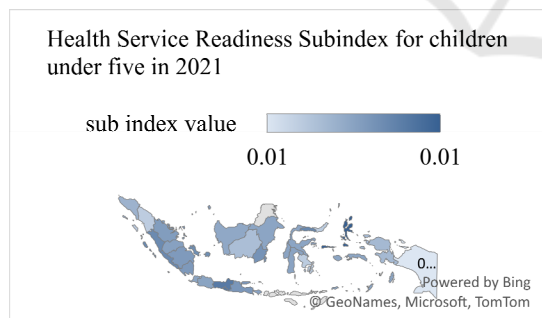 Health Service Readiness Subindex for children
under five in 2021
sub index value
0.01 0.01
0...
Powered by Bing
© GeoNames, Microsoft, TomTom